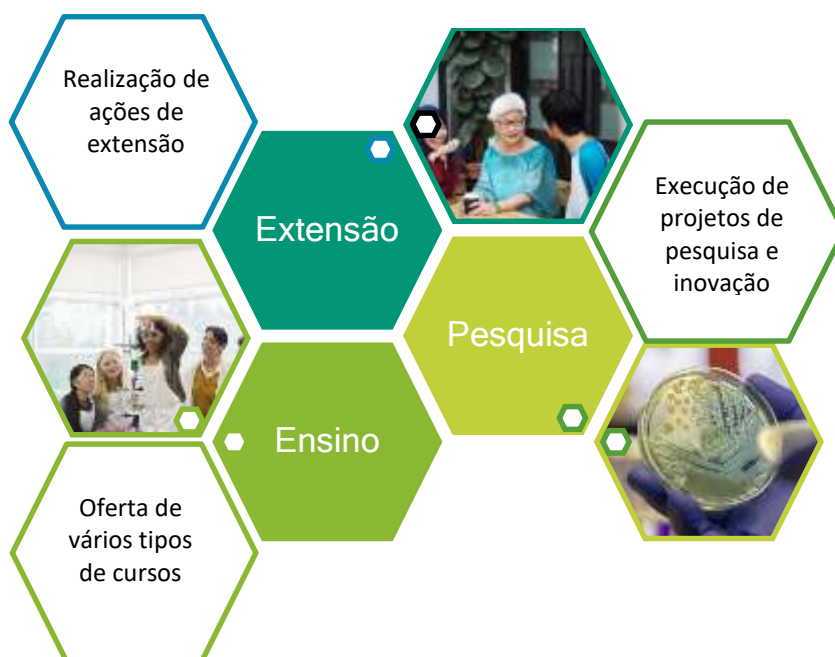 Realização de
ações de
extensão
Extensão
Execução de
projetos de
pesquisa e
inovação
Pesquisa
Ensino
Oferta de
vários tipos
de cursos